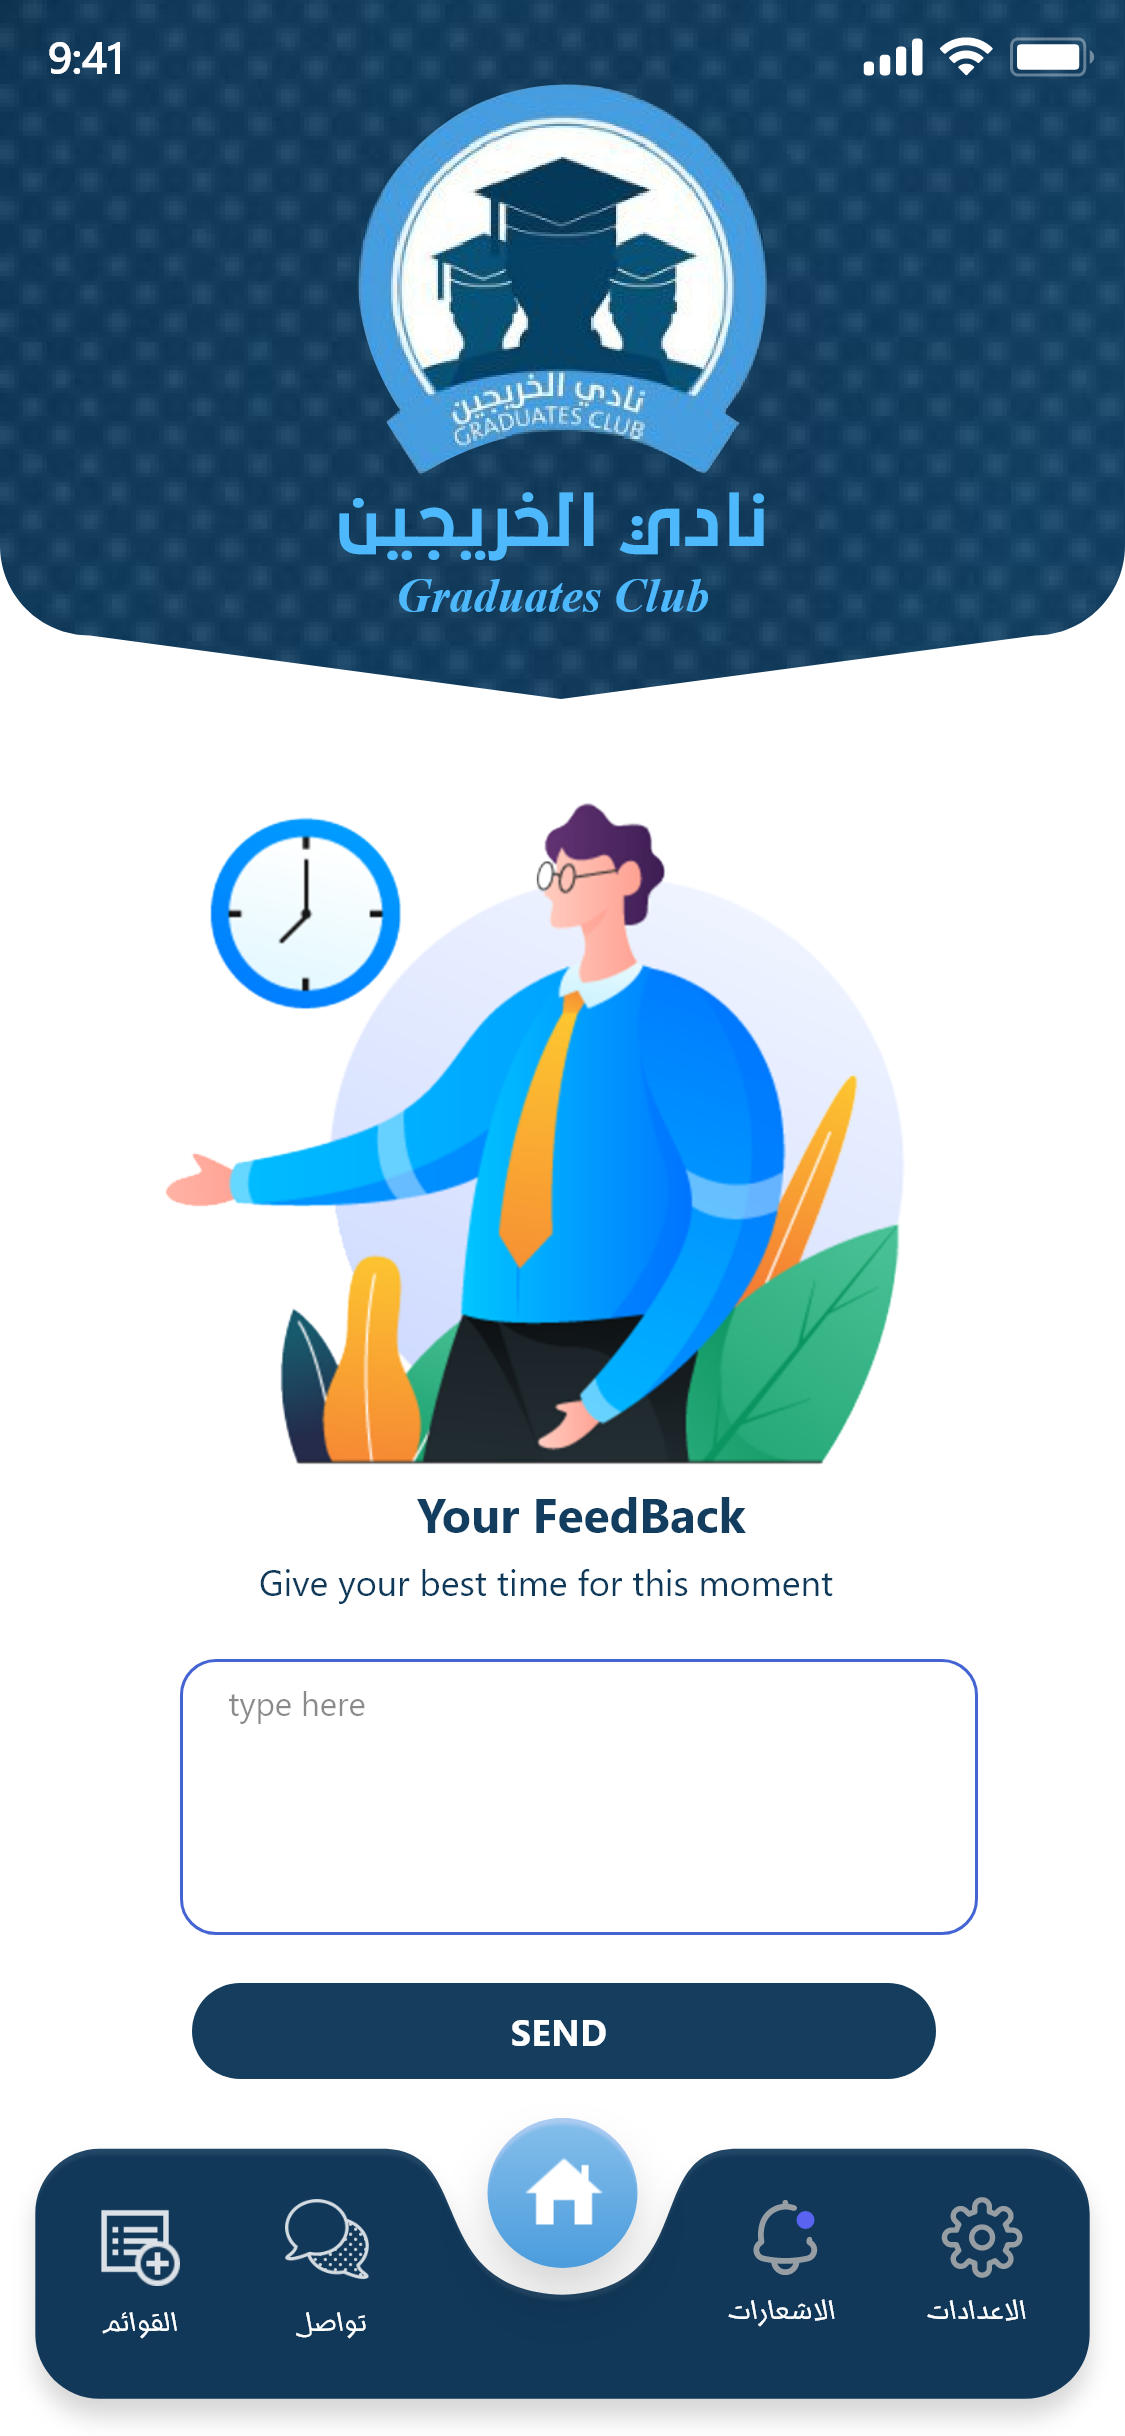 9:41
نادي الخريجين
GRADUATES CLUB
نادي الخريجين
Graduates Club
Your FeedBack
Give your best time for this moment
type here
SEND
القوائم
تواصل
الاشعارات
الاعدادات